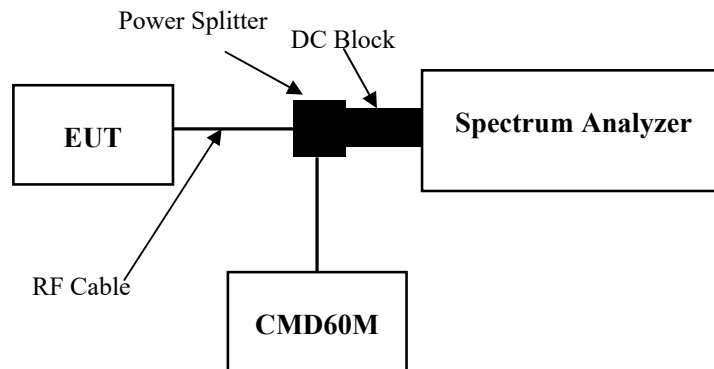 Power Splitter
DC Block
EUT
Spectrum Analyzer
RF Cable
CMD60M